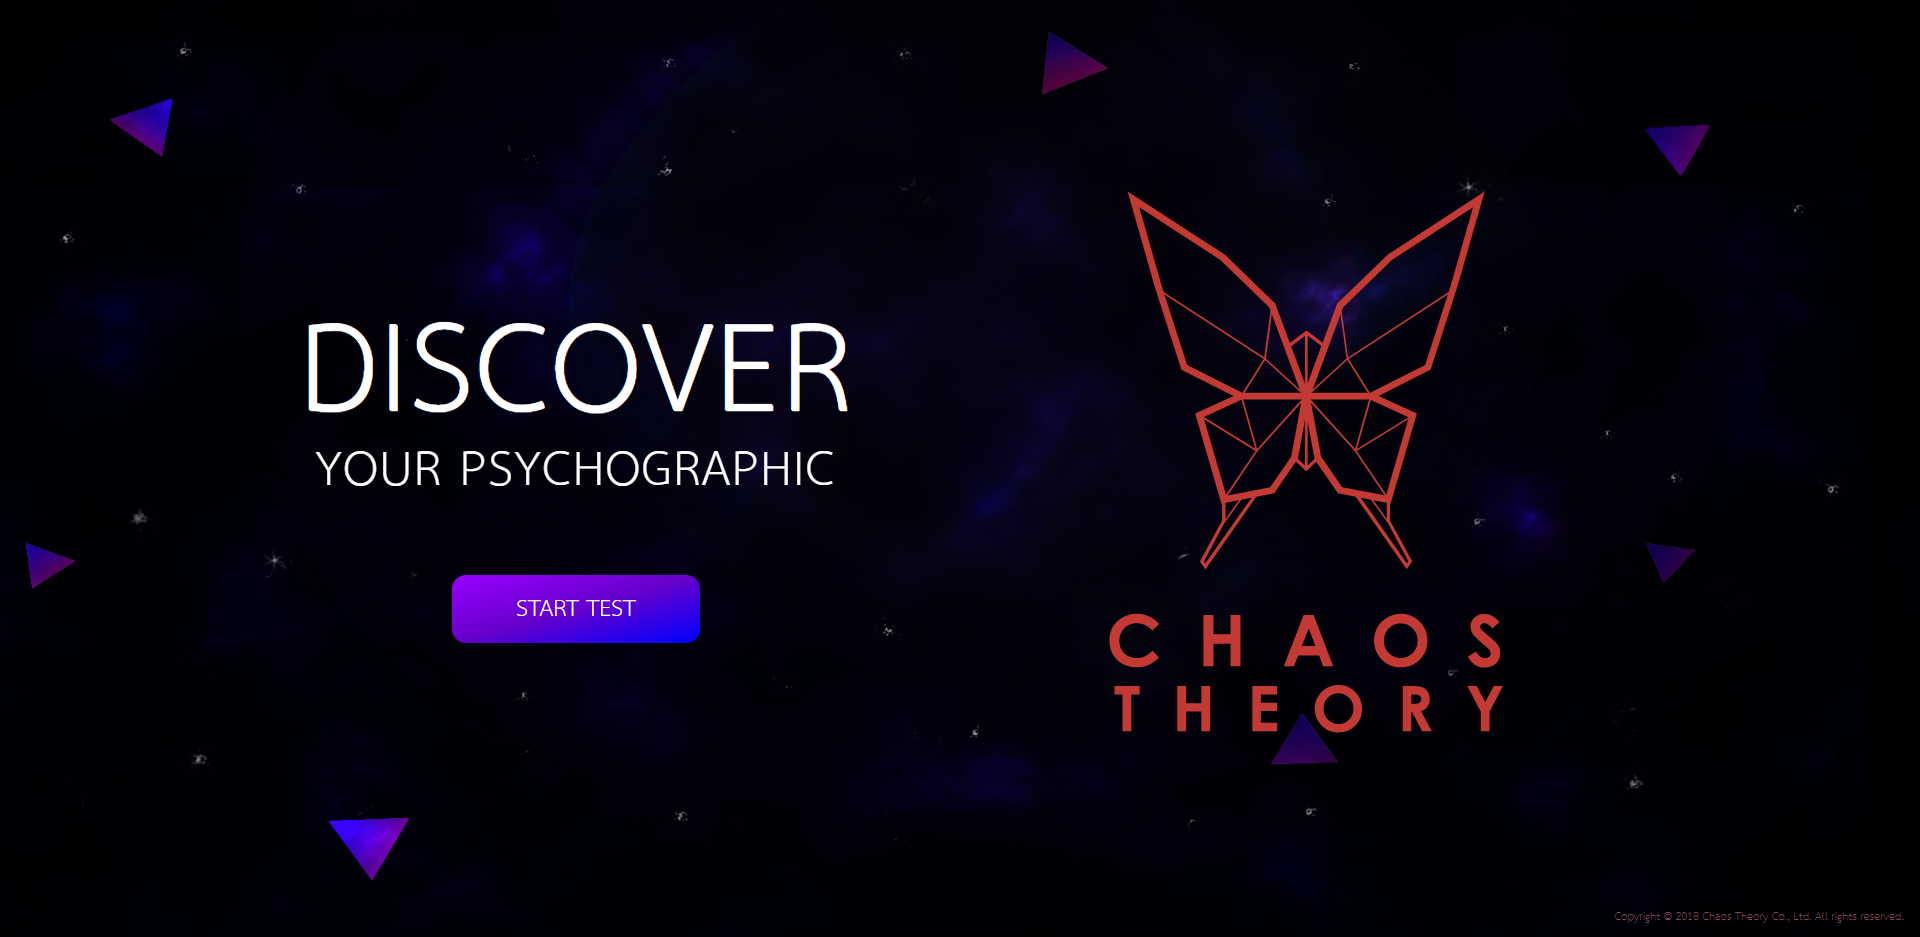 DISCOVER
YOUR PSYCHOGRAPHIC
START TEST
CHAOS
THEORY
Copyright © 2018 Chaos Theory Co., Ltd. All rights reserved.